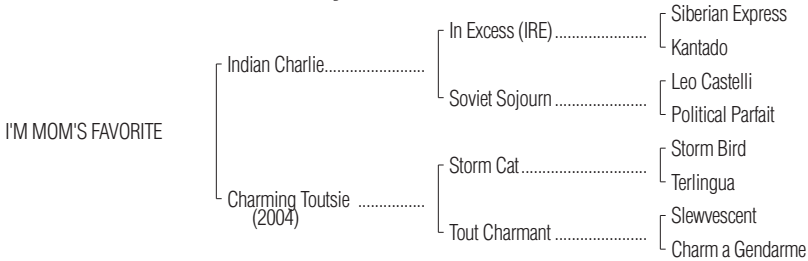 Siberian Express
In Excess (IRE)
Kantado
Indian Charlie
Leo Castelli
Soviet Sojourn
Political Parfait
I'M MOM'S FAVORITE
Storm Bird
Storm Cat
Terlingua
Charming Toutsie
(2004)
Slewvescent
Tout Charmant
Charm a Gendarme